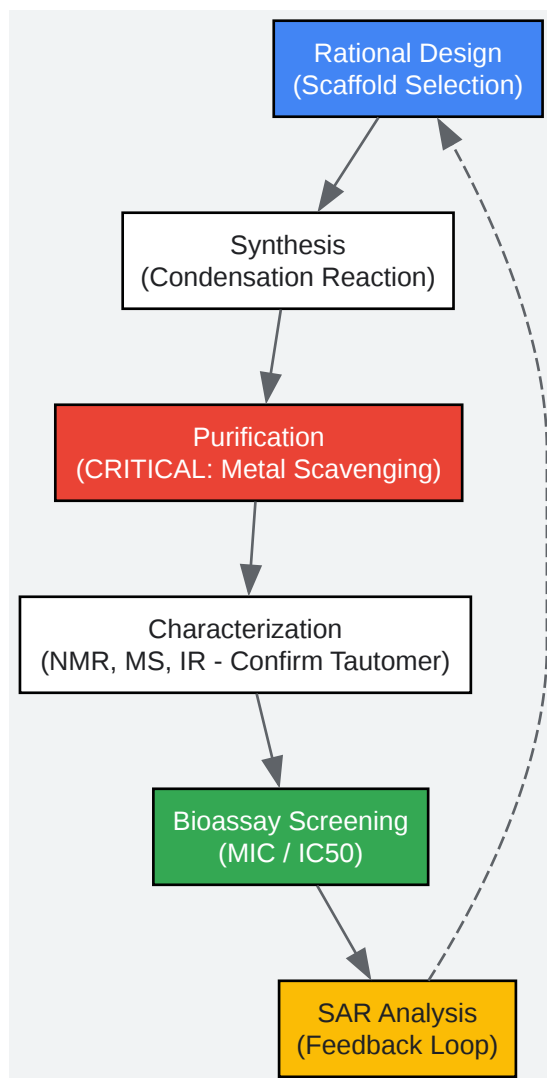 Rational Design
(Scaffold Selection)
Synthesis
(Condensation Reaction)
Purification
(CRITICAL: Metal Scavenging)
Characterization
(NMR, MS, IR - Confirm Tautomer)
Bioassay Screening
(MIC / IC50)
SAR Analysis
(Feedback Loop)